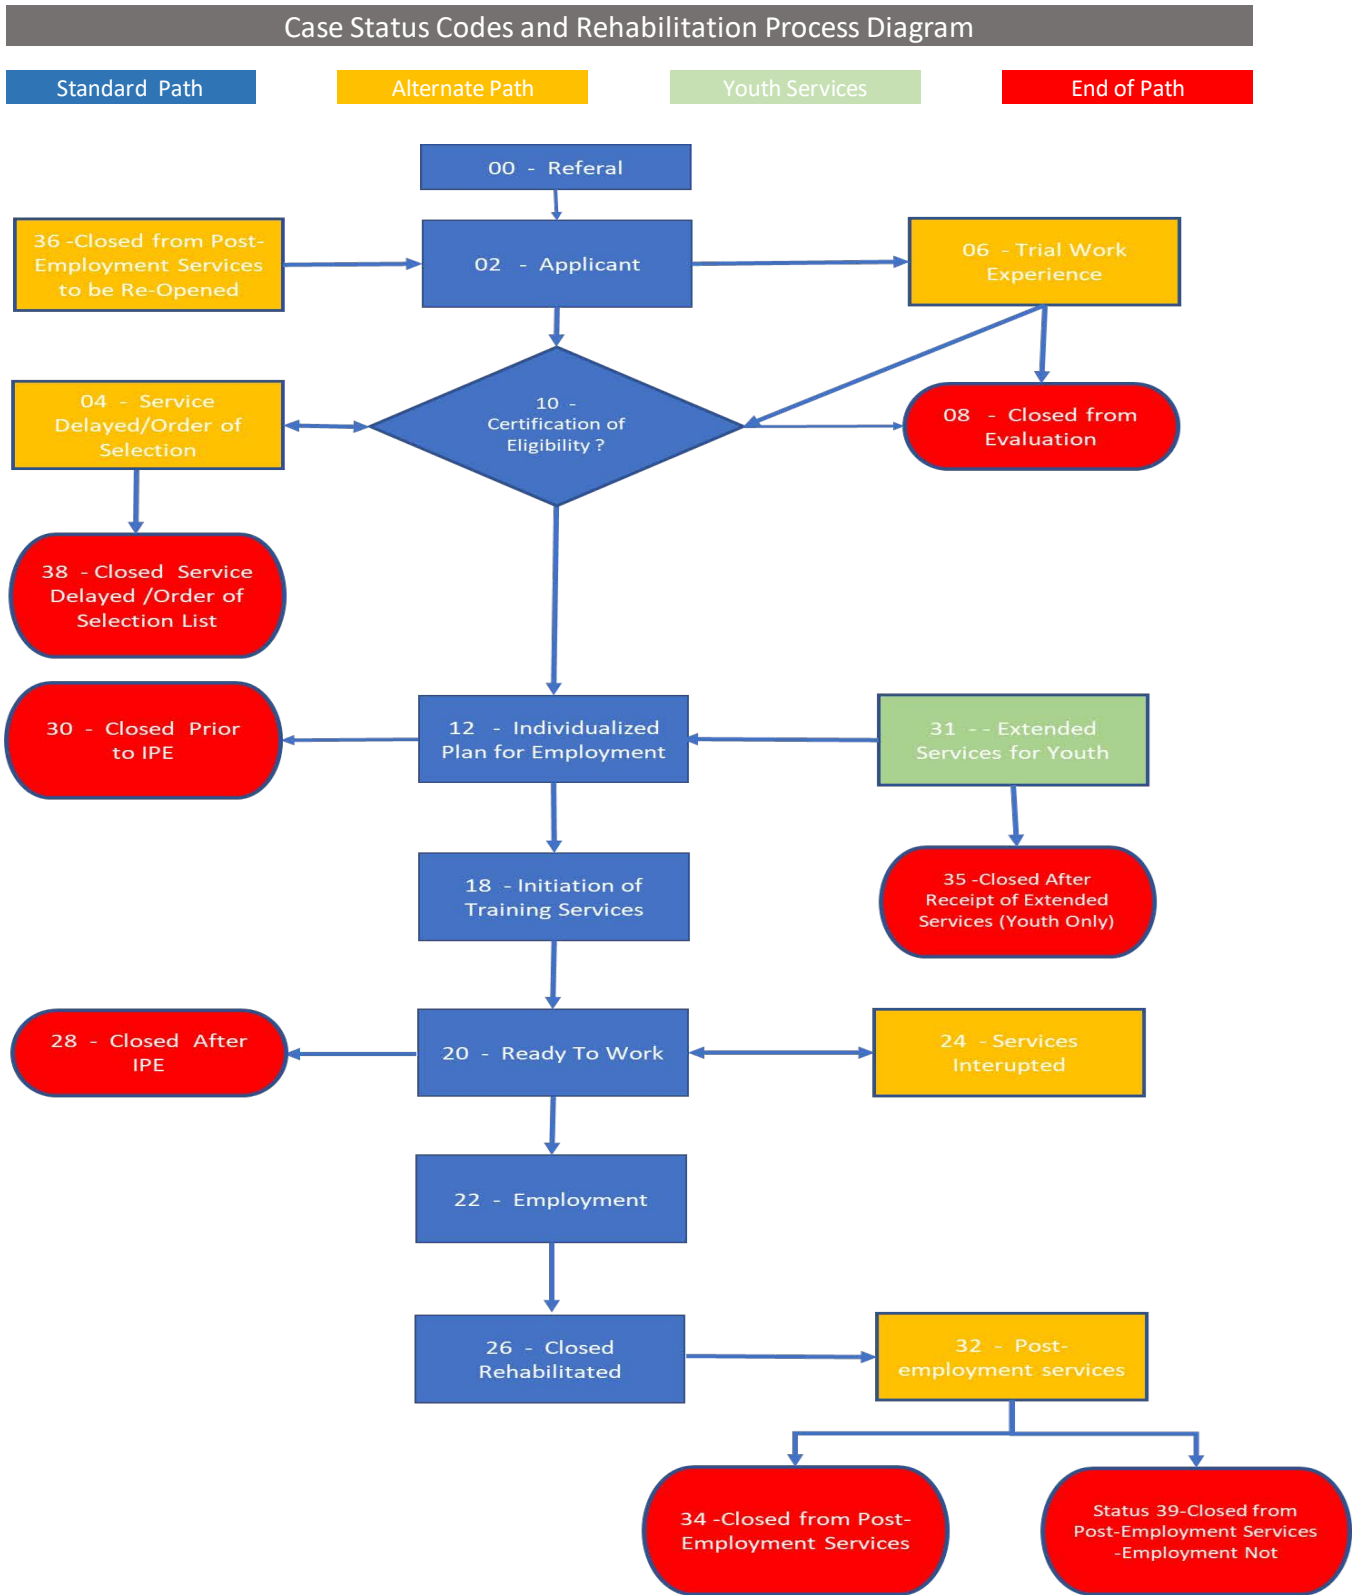 Case Status Codes and Rehabilitation Process Diagram
Standard Path
Alternate Path
Youth Services
End of Path
00 - Referal
36 -Closed from Post-
Employment Services
to be Re-Opened
02 - Applicant
06 - Trial Work
Experience
04 - Service
Delayed/Order of
Selection
10 -
Certification of
Eligibility ?
08 - Closed from
Evaluation
38 - Closed Service
Delayed /Order of
Selection List
30 - Closed Prior
to IPE
12 - Individualized
Plan for Employment
31 - - Extended
Services for Youth
18 - Initiation of
Training Services
35 -Closed After
Receipt of Extended
Services (Youth Only)
28 - Closed After
IPE
20 - Ready To Work
24 - Services
Interupted
22 - Employment
26 - Closed
Rehabilitated
32 - Post-
employment services
34 -Closed from Post-
Employment Services
Status 39-Closed from
Post-Employment Services
-Employment Not